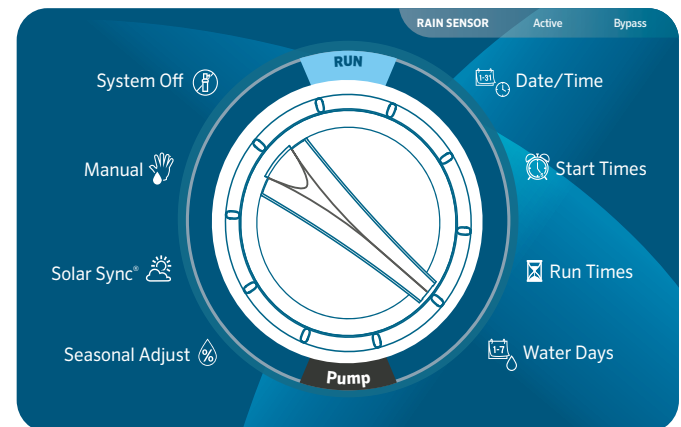 RAIN SENSOR Active Bypass
RUN
System Off
1-31 Date/Time
Manual
Start Times
Solar Sync®
Run Times
Seasonal Adjust %
1-7 Water Days
Pump